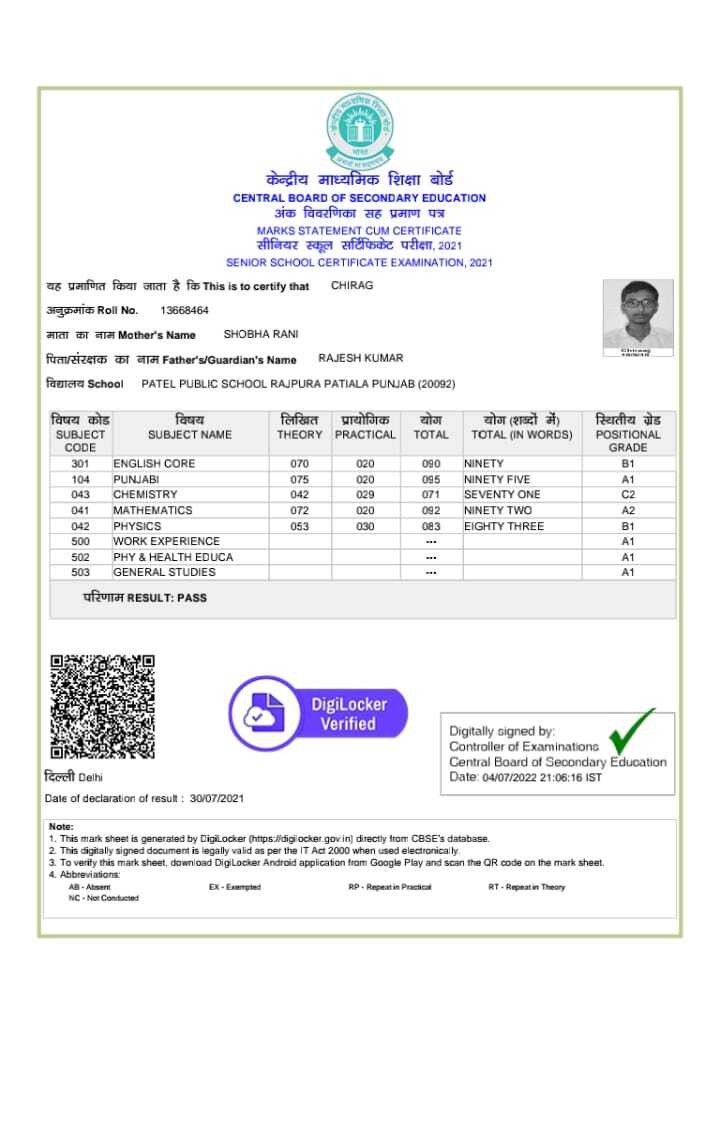 केन्द्रीय माध्यमिक शिक्षा बोर्ड
भारत
केन्द्रीय माध्यमिक शिक्षा बोर्ड
CENTRAL BOARD OF SECONDARY EDUCATION
अंक विवरणिका सह प्रमाण पत्र
MARKS STATEMENT CUM CERTIFICATE
सीनियर स्कूल सर्टिफिकेट परीक्षा, 2021
SENIOR SCHOOL CERTIFICATE EXAMINATION, 2021
यह प्रमाणित किया जाता है कि This is to certify that CHIRAG
अनुक्रमांक Roll No. 13668464
माता का नाम Mother's Name SHOBHA RANI
पिता/संरक्षक का नाम Father's/Guardian's Name RAJESH KUMAR
विद्यालय School PATEL PUBLIC SCHOOL RAJPURA PATIALA PUNJAB (20092)
विषय कोड विषय लिखित प्रायोगिक योग योग (शब्दों में) स्थितीय ग्रेड
SUBJECT CODE SUBJECT NAME THEORY PRACTICAL TOTAL TOTAL (IN WORDS) POSITIONAL GRADE
301 ENGLISH CORE 070 020 090 NINETY B1
104 PUNJABI 075 020 095 NINETY FIVE A1
043 CHEMISTRY 042 029 071 SEVENTY ONE C2
041 MATHEMATICS 072 020 092 NINETY TWO A2
042 PHYSICS 053 030 083 EIGHTY THREE B1
500 WORK EXPERIENCE --- A1
502 PHY & HEALTH EDUCA --- A1
503 GENERAL STUDIES --- A1
परिणाम RESULT: PASS
DigiLocker
Verified
Digitally signed by:
Controller of Examinations
Central Board of Secondary Education
Date: 04/07/2022 21:06:16 IST
दिल्ली Delhi
Date of declaration of result : 30/07/2021
Note:
1. This mark sheet is generated by DigiLocker (https://digilocker.gov.in) directly from CBSE's database.
2. This digitally signed document is legally valid as per the IT Act 2000 when used electronically.
3. To verify this mark sheet, download DigiLocker Android application from Google Play and scan the QR code on the mark sheet.
4. Abbreviations:
AB - Absent EX - Exempted RP - Repeat in Practical RT - Repeat in Theory
NC - Not Conducted